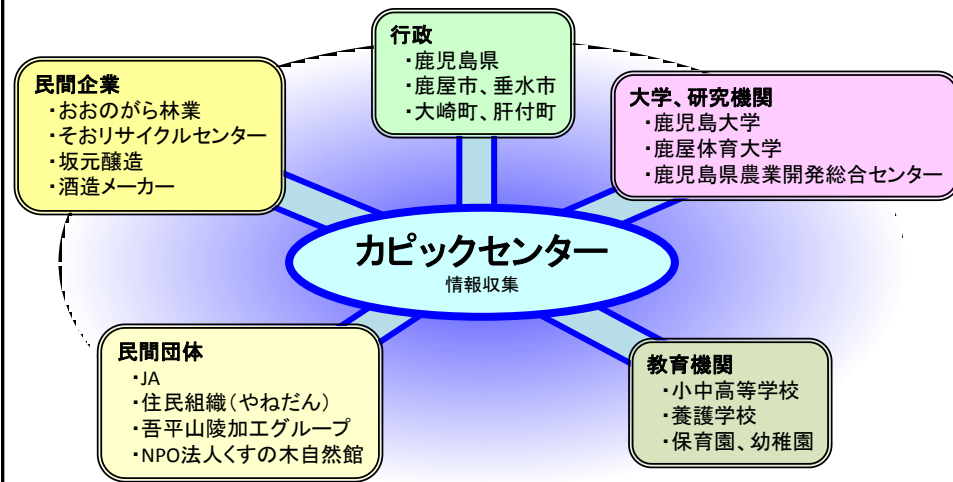 行政
・鹿児島県
・鹿屋市、垂水市
・大崎町、肝付町
民間企業
・おおのがら林業
・そおリサイクルセンター
・坂元醸造
・酒造メーカー
大学、研究機関
・鹿児島大学
・鹿屋体育大学
・鹿児島県農業開発総合センター
カピックセンター
情報収集
民間団体
・JA
・住民組織（やねだん）
・吾平山陵加工グループ
・NPO法人くすの木自然館
教育機関
・小中高等学校
・養護学校
・保育園、幼稚園